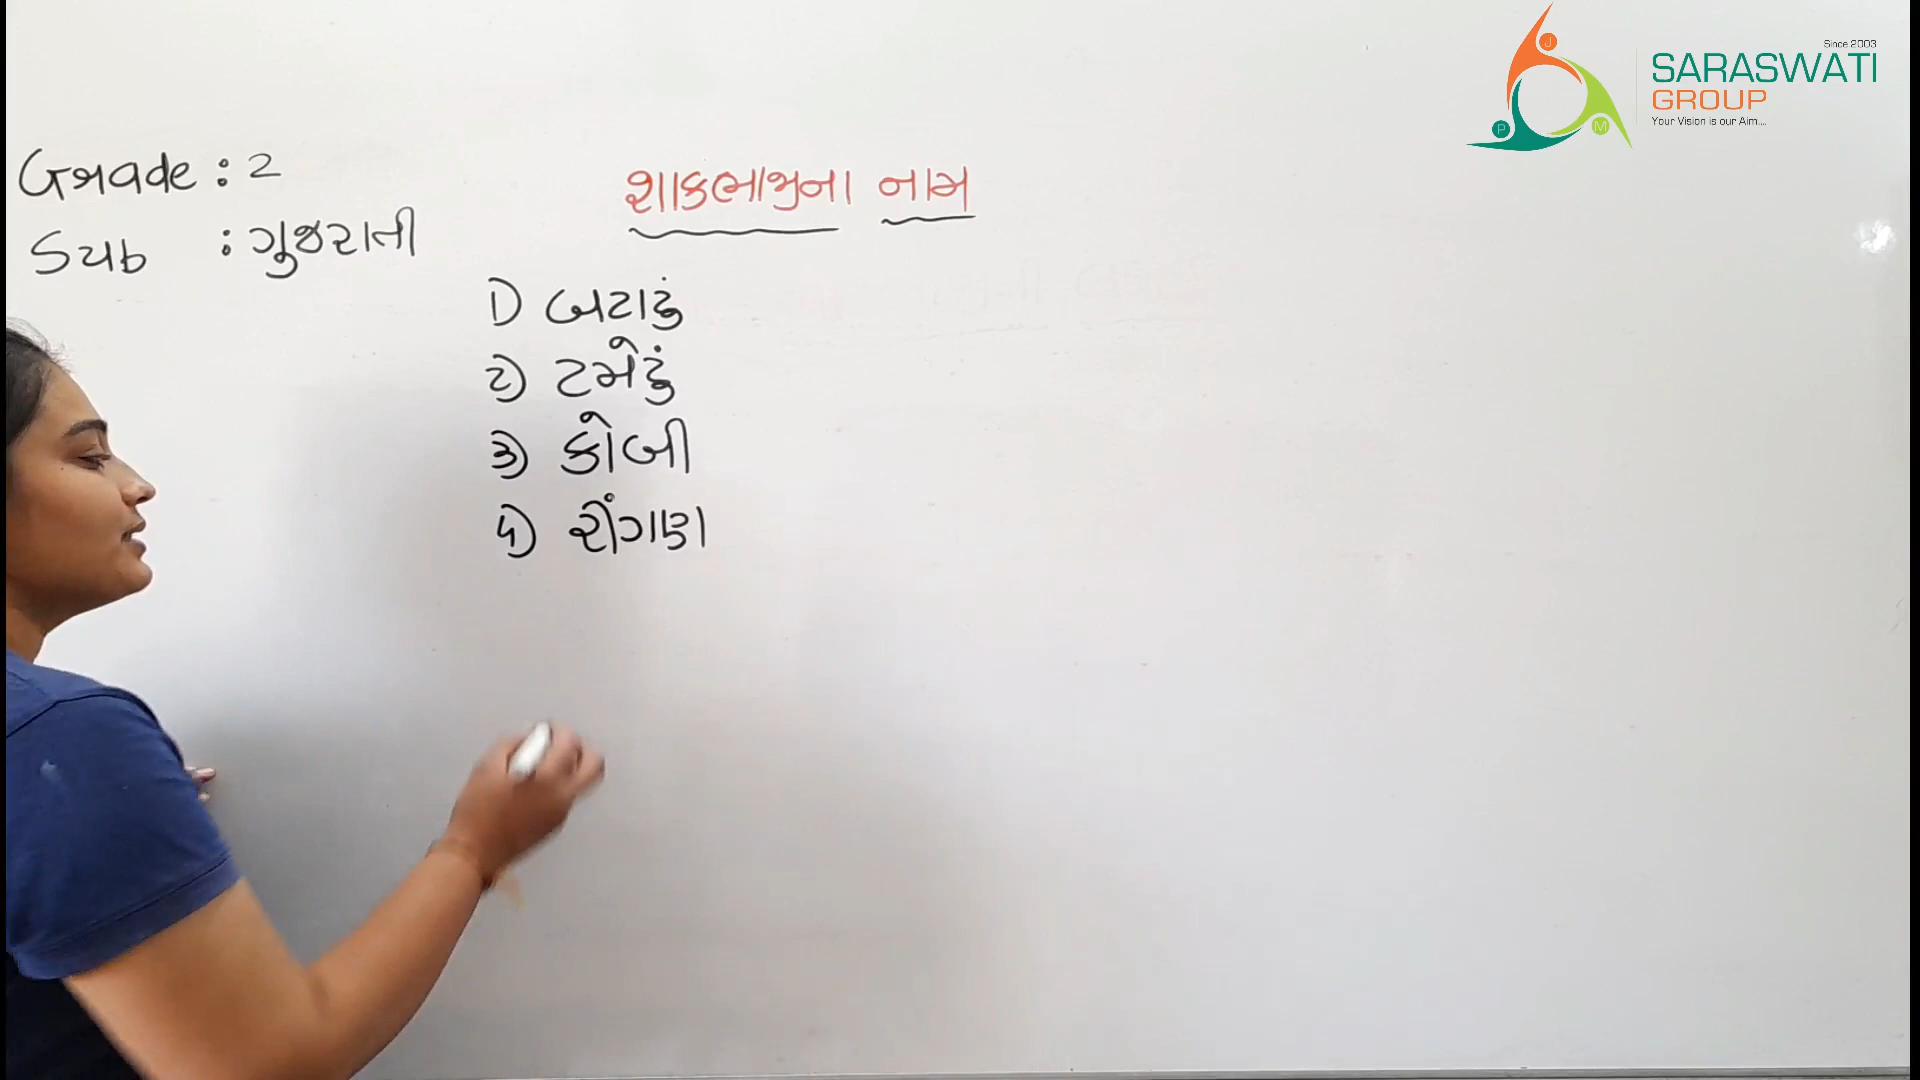 Since 2003
SARASWATI
GROUP
Your Vision is our Aim....
J
P
M
Grade : 2
Sub : ગુજરાતી
શાકભાજીના નામ
1) બટાટું
2) ટમેટું
3) કોબી
4) રીંગણ